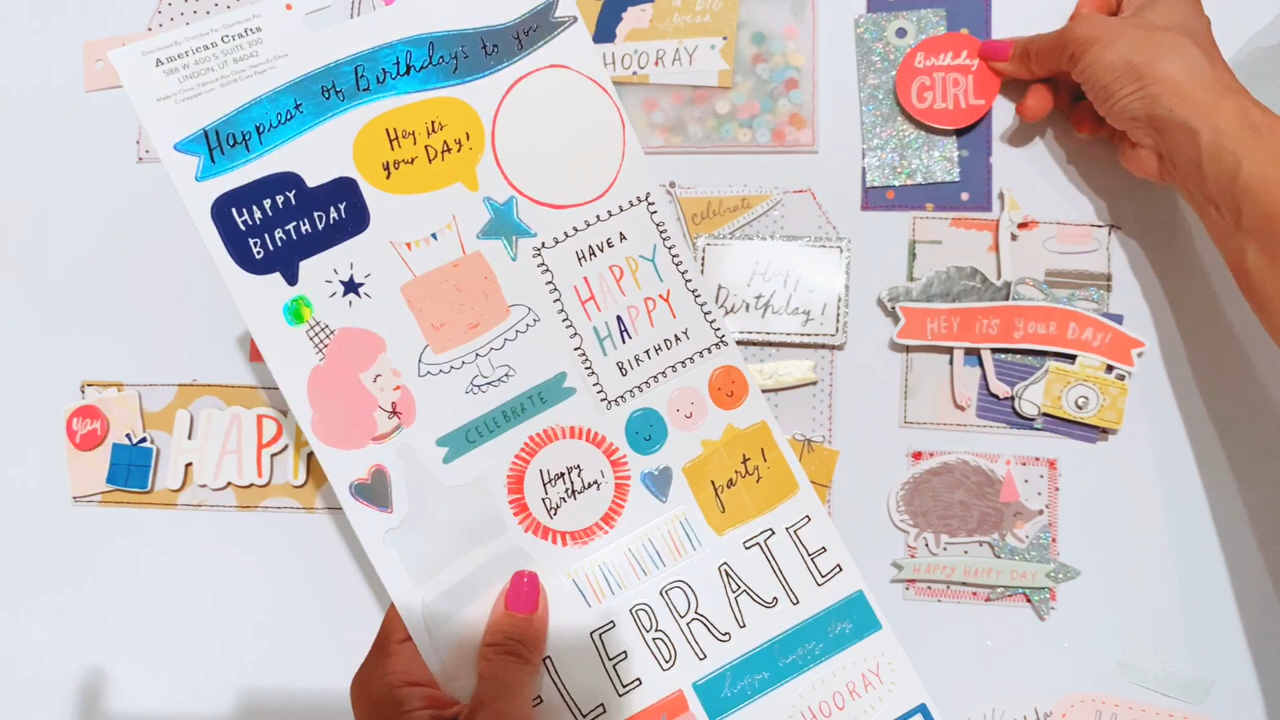 American Crafts
588 W. 400 S. SUITE 300
LINDON, UT 84042
Happiest of Birthdays to you
Hey, it's
your DAY!
HAPPY
BIRTHDAY
HAVE A
HAPPY
HAPPY
BIRTHDAY
CELEBRATE
Happy
Birthday!
party!
CELEBRATE
happy happy day!
HOORAY
HOORAY
Birthday
GIRL
celebrate
Happy
Birthday!
HEY IT'S YOUR DAY!
HAPPY HAPPY DAY
yay
HAPP